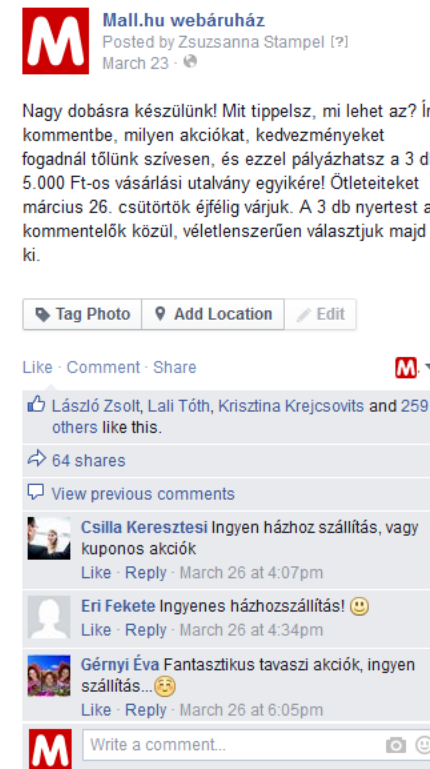 M
Mall.hu webáruház
Posted by Zsuzsanna Stampel [?]
March 23 ·
Nagy dobásra készülünk! Mit tippelsz, mi lehet az?
kommentbe, milyen akciókat, kedvezményeket
fogadnál tőlünk szívesen, és ezzel pályázhatsz a 3
5.000 Ft-os vásárlási utalvány egyikére! Ötleteiteket
március 26. csütörtök éjfélig várjuk. A 3 db nyertest a
kommentelők közül, véletlenszerűen választjuk majd
ki.
Tag Photo Add Location Edit
Like · Comment · Share M.
László Zsolt, Lali Tóth, Krisztina Krejcsovits and 259
others like this.
64 shares
View previous comments
Csilla Keresztesi Ingyen házhoz szállítás, vagy
kuponos akciók
Like · Reply · March 26 at 4:07pm
Eri Fekete Ingyenes házhozszállítás! 🙂
Like · Reply · March 26 at 4:34pm
Gérnyi Éva Fantasztikus tavaszi akciók, ingyen
szállítás...☺️
Like · Reply · March 26 at 6:05pm
M
Write a comment...